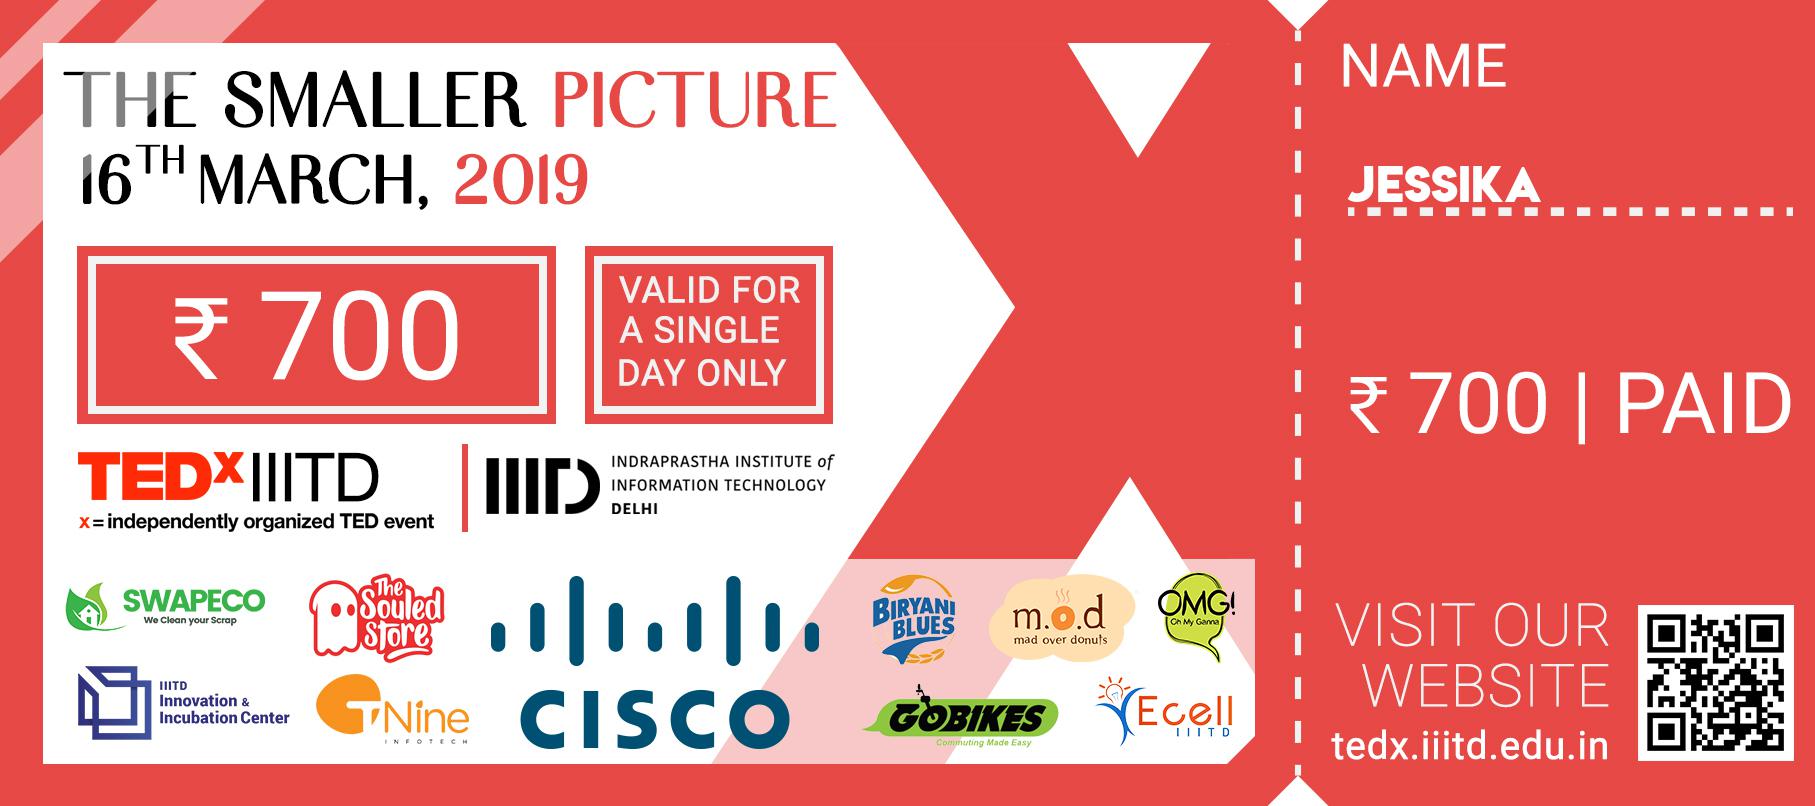 THE SMALLER PICTURE
16TH MARCH, 2019
₹ 700
VALID FOR
A SINGLE
DAY ONLY
TEDx IIITD
x = independently organized TED event
IIITD
INDRAPRASTHA INSTITUTE of
INFORMATION TECHNOLOGY
DELHI
SWAPECO
We Clean your Scrap
The
Souled
Store
CISCO
BIRYANI
BLUES
m.o.d
mad over donuts
OMG!
Oh My Ganna
IIITD
Innovation &
Incubation Center
TNine
INFOTECH
GOBIKES
Commuting Made Easy
Ecell
IIITD
NAME
JESSIKA
₹ 700 | PAID
VISIT OUR
WEBSITE
tedx.iiitd.edu.in